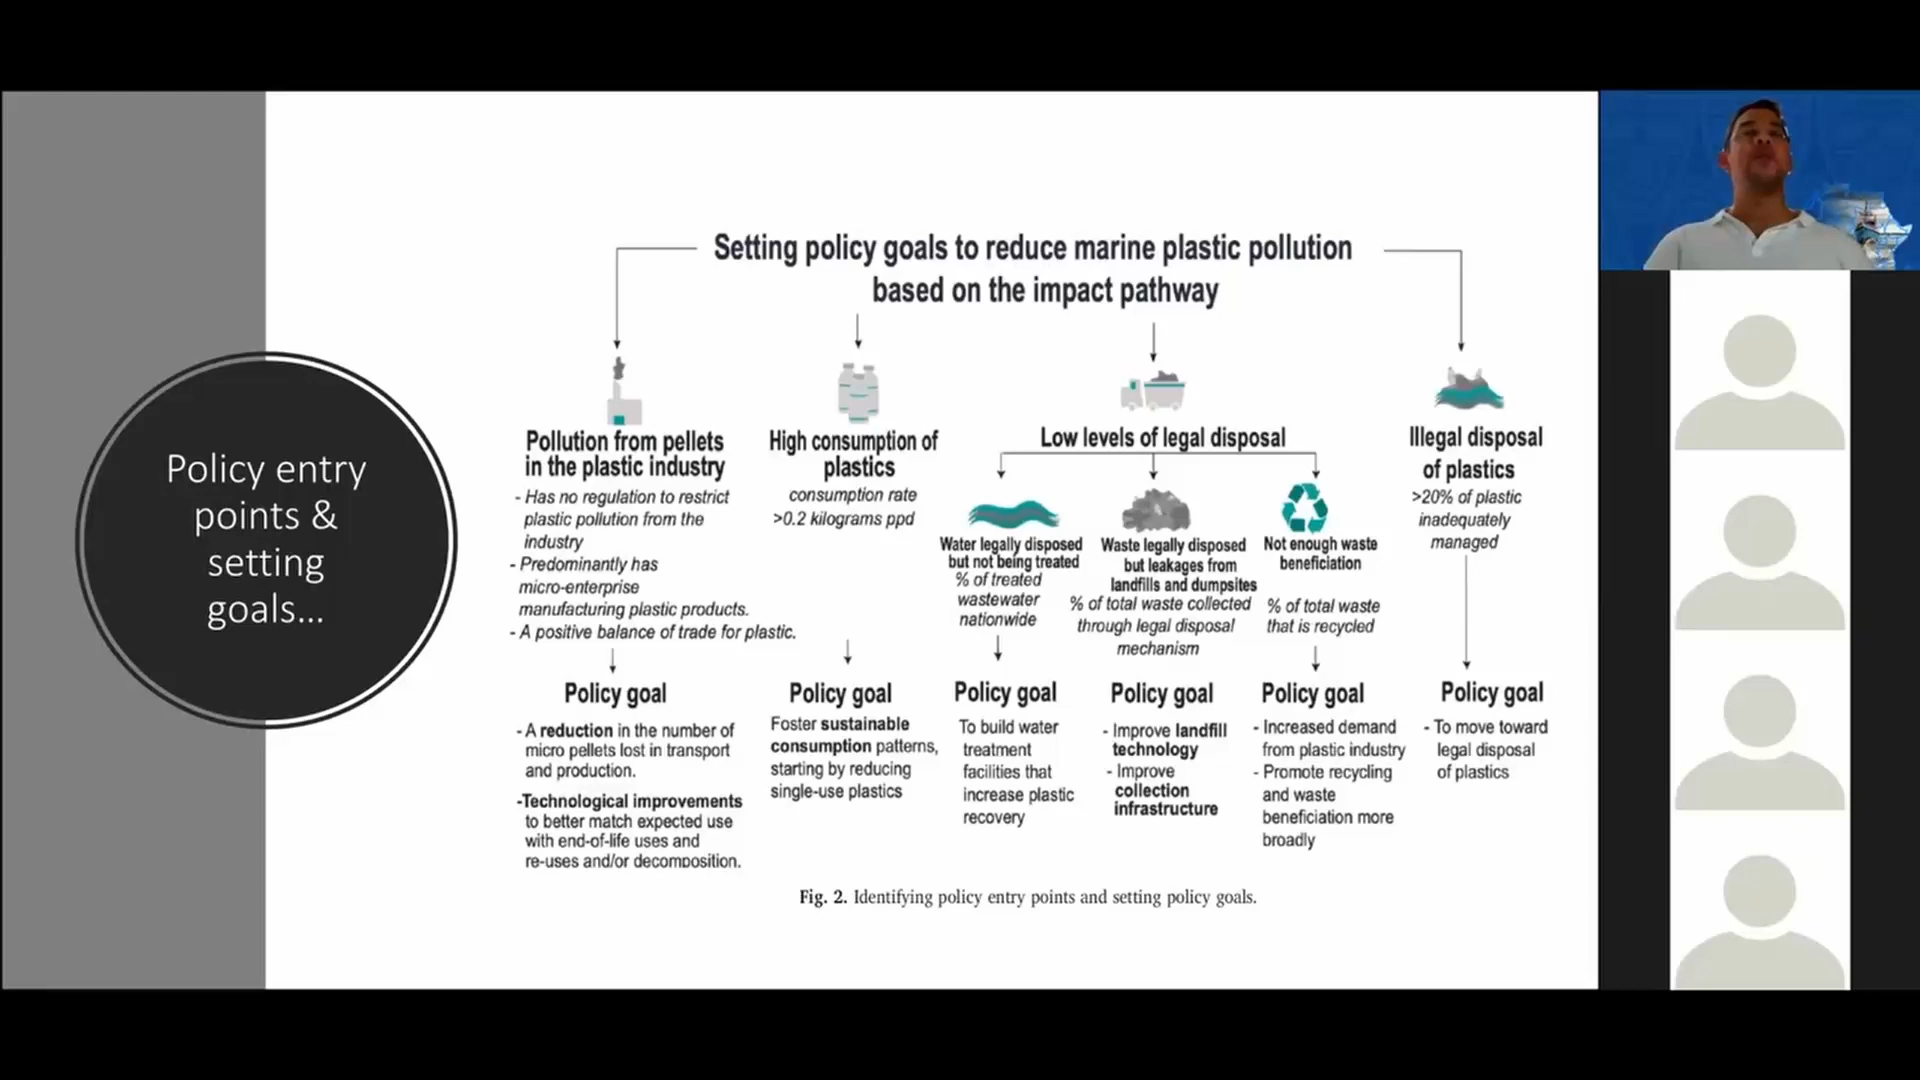 Policy entry
points &
setting
goals...
Setting policy goals to reduce marine plastic pollution
based on the impact pathway
Pollution from pellets
in the plastic industry
- Has no regulation to restrict
plastic pollution from the
industry
- Predominantly has
micro-enterprise
manufacturing plastic products.
- A positive balance of trade for plastic.
Policy goal
- A reduction in the number of
micro pellets lost in transport
and production.
-Technological improvements
to better match expected use
with end-of-life uses and
re-uses and/or decomposition.
High consumption of
plastics
consumption rate
>0.2 kilograms ppd
Policy goal
Foster sustainable
consumption patterns,
starting by reducing
single-use plastics
Low levels of legal disposal
Water legally disposed
but not being treated
% of treated
wastewater
nationwide
Policy goal
To build water
treatment
facilities that
increase plastic
recovery
Waste legally disposed
but leakages from
landfills and dumpsites
% of total waste collected
through legal disposal
mechanism
Policy goal
- Improve landfill
technology
- Improve
collection
infrastructure
Not enough waste
beneficiation
% of total waste
that is recycled
Policy goal
- Increased demand
from plastic industry
- Promote recycling
and waste
beneficiation more
broadly
Illegal disposal
of plastics
>20% of plastic
inadequately
managed
Policy goal
- To move toward
legal disposal
of plastics
Fig. 2. Identifying policy entry points and setting policy goals.